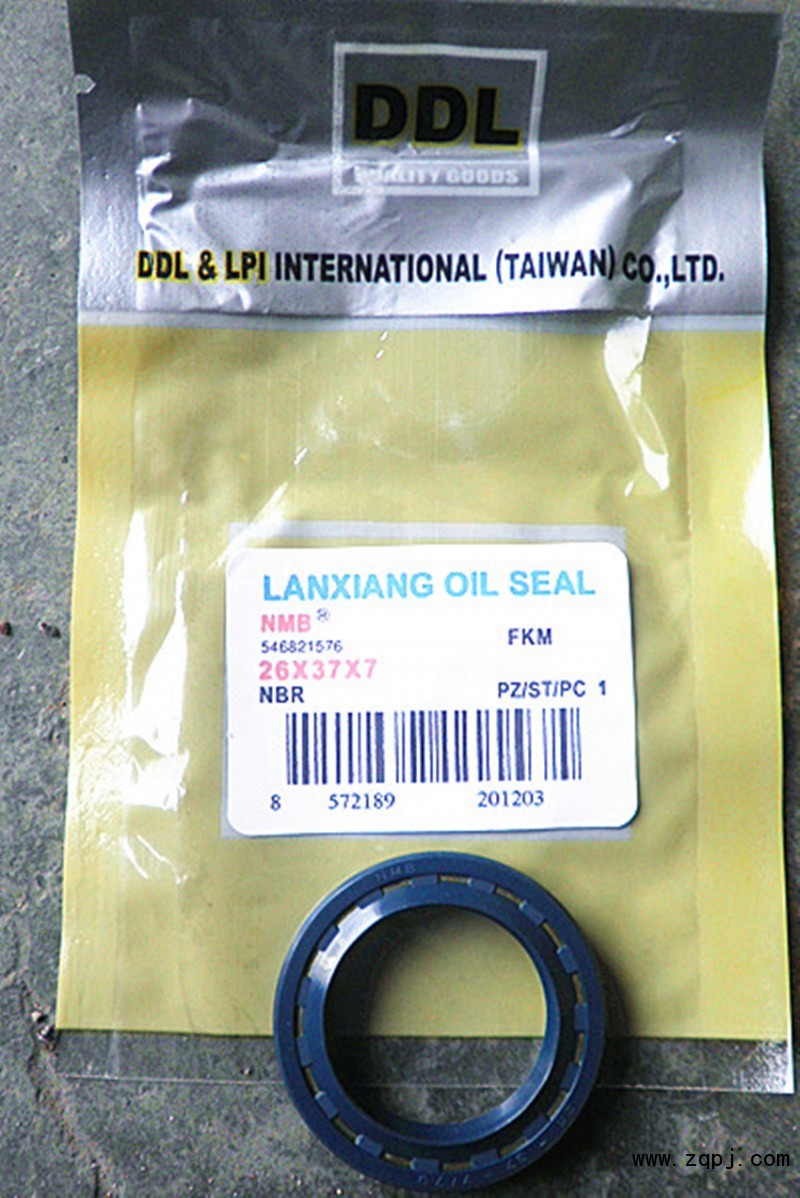 DDL
QUALITY GOODS
DDL & LPI INTERNATIONAL (TAIWAN) CO.,LTD.
LANXIANG OIL SEAL
NMB®
546821576
FKM
26X37X7
NBR
PZ/ST/PC 1
8 572189 201203
NMB
www.zqpj.com